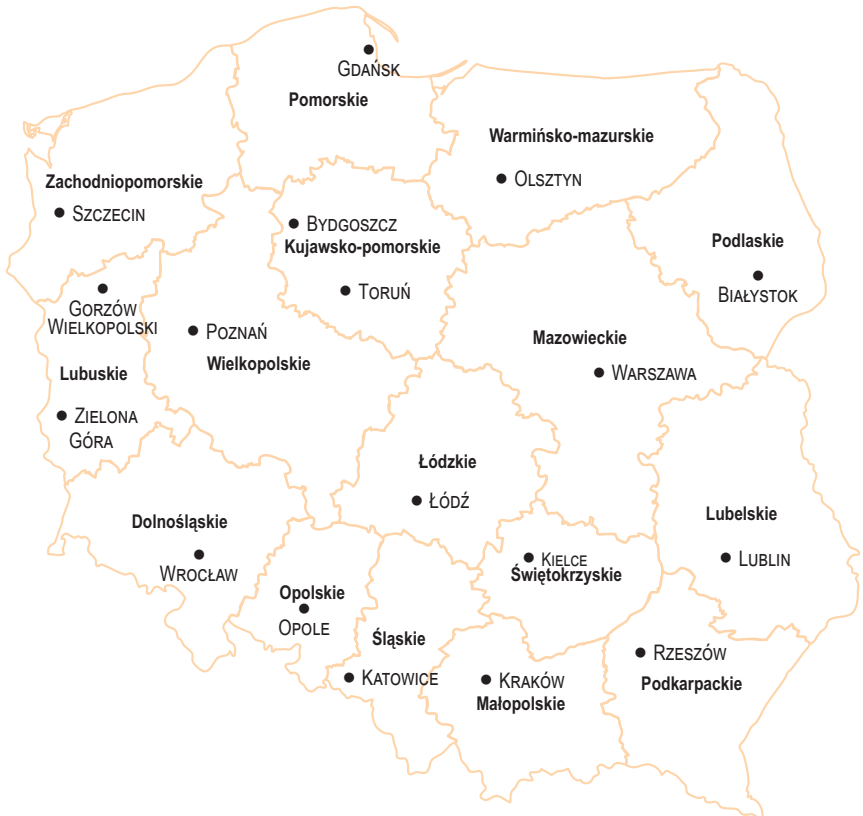 GDAŃSK
Pomorskie
Warmińsko-mazurskie
OLSZTYN
Zachodniopomorskie
SZCZECIN
BYDGOSZCZ
Kujawsko-pomorskie
TORUŃ
Podlaskie
BIAŁYSTOK
GORZÓW
WIELKOPOLSKI
Lubuskie
ZIELONA
GÓRA
POZNAŃ
Wielkopolskie
Mazowieckie
WARSZAWA
Łódzkie
ŁÓDŹ
Dolnośląskie
WROCŁAW
Lubelskie
LUBLIN
KIELCE
Świętokrzyskie
Opolskie
OPOLE
Śląskie
KATOWICE
KRAKÓW
Małopolskie
RZESZÓW
Podkarpackie